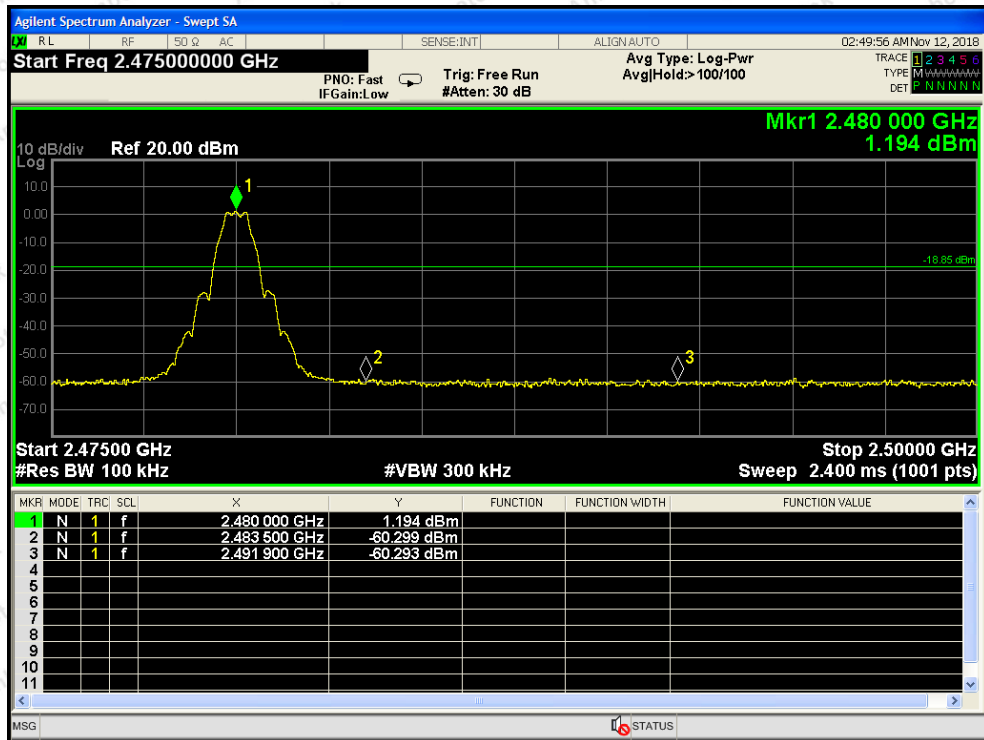 Agilent Spectrum Analyzer - Swept SA
LXI RL RF 50 Ω AC SENSE:INT ALIGN AUTO 02:49:56 AM Nov 12, 2018
Start Freq 2.475000000 GHz
PNO: Fast
IFGain:Low
Trig: Free Run
#Atten: 30 dB
Avg Type: Log-Pwr
Avg|Hold:>100/100
TRACE 1 2 3 4 5 6
TYPE M WWWWW
DET P N N N N N
Mkr1 2.480 000 GHz
1.194 dBm
10 dB/div Ref 20.00 dBm
Log
10.0
0.00
-10.0
-20.0
-30.0
-40.0
-50.0
-60.0
-70.0
1
2
3
-18.85 dBm
Start 2.47500 GHz Stop 2.50000 GHz
#Res BW 100 kHz #VBW 300 kHz Sweep 2.400 ms (1001 pts)
MKR MODE TRC SCL X Y FUNCTION FUNCTION WIDTH FUNCTION VALUE
1 N 1 f 2.480 000 GHz 1.194 dBm
2 N 1 f 2.483 500 GHz -60.299 dBm
3 N 1 f 2.491 900 GHz -60.293 dBm
4
5
6
7
8
9
10
11
MSG STATUS